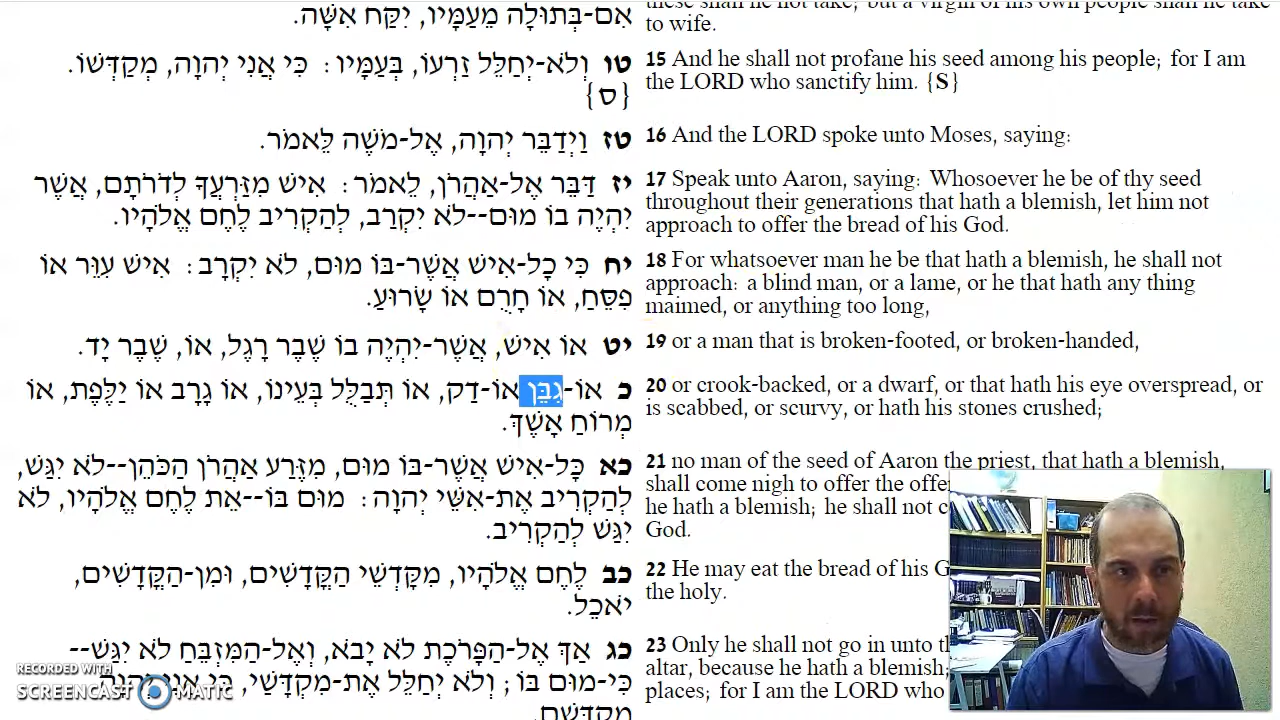 אִם-בְּתוּלָה מֵעַמָּיו, יִקַּח אִשָּׁה.
טו וְלֹא-יְחַלֵּל זַרְעוֹ, בְּעַמָּיו: כִּי אֲנִי יְהוָה, מְקַדְּשׁוֹ.
{ס}
טז וַיְדַבֵּר יְהוָה, אֶל-מֹשֶׁה לֵּאמֹר.
יז דַּבֵּר אֶל-אַהֲרֹן, לֵאמֹר: אִישׁ מִזַּרְעֲךָ לְדֹרֹתָם, אֲשֶׁר
יִהְיֶה בוֹ מוּם--לֹא יִקְרַב, לְהַקְרִיב לֶחֶם אֱלֹהָיו.
יח כִּי כָל-אִישׁ אֲשֶׁר-בּוֹ מוּם, לֹא יִקְרָב: אִישׁ עִוֵּר אוֹ
פִסֵּחַ, אוֹ חָרֻם אוֹ שָׂרוּעַ.
יט אוֹ אִישׁ, אֲשֶׁר-יִהְיֶה בוֹ שֶׁבֶר רָגֶל, אוֹ, שֶׁבֶר יָד.
כ אוֹ-גִבֵּן אוֹ-דַק, אוֹ תְּבַלֻּל בְּעֵינוֹ, אוֹ גָרָב אוֹ יַלֶּפֶת, אוֹ
מְרוֹחַ אָשֶׁךְ.
כא כָּל-אִישׁ אֲשֶׁר-בּוֹ מוּם, מִזֶּרַע אַהֲרֹן הַכֹּהֵן--לֹא יִגַּשׁ,
לְהַקְרִיב אֶת-אִשֵּׁי יְהוָה: מוּם בּוֹ--אֵת לֶחֶם אֱלֹהָיו, לֹא
יִגַּשׁ לְהַקְרִיב.
כב לֶחֶם אֱלֹהָיו, מִקָּדְשֵׁי הַקֳּדָשִׁים, וּמִן-הַקֳּדָשִׁים,
יֹאכֵל.
כג אַךְ אֶל-הַפָּרֹכֶת לֹא יָבֹא, וְאֶל-הַמִּזְבֵּחַ לֹא יִגַּשׁ--
כִּי-מוּם בּוֹ; וְלֹא יְחַלֵּל אֶת-מִקְדָּשַׁי, כִּי אֲנִי יְהוָה
מְקַדְּשָׁם.
these shall he not take; but a virgin of his own people shall he take
to wife.
15 And he shall not profane his seed among his people; for I am
the LORD who sanctify him. {S}
16 And the LORD spoke unto Moses, saying:
17 Speak unto Aaron, saying: Whosoever he be of thy seed
throughout their generations that hath a blemish, let him not
approach to offer the bread of his God.
18 For whatsoever man he be that hath a blemish, he shall not
approach: a blind man, or a lame, or he that hath any thing
maimed, or anything too long,
19 or a man that is broken-footed, or broken-handed,
20 or crook-backed, or a dwarf, or that hath his eye overspread, or
is scabbed, or scurvy, or hath his stones crushed;
21 no man of the seed of Aaron the priest, that hath a blemish,
shall come nigh to offer the offe
he hath a blemish; he shall not c
God.
22 He may eat the bread of his G
the holy.
23 Only he shall not go in unto th
altar, because he hath a blemish;
places; for I am the LORD who
RECORDED WITH
SCREENCAST MATIC